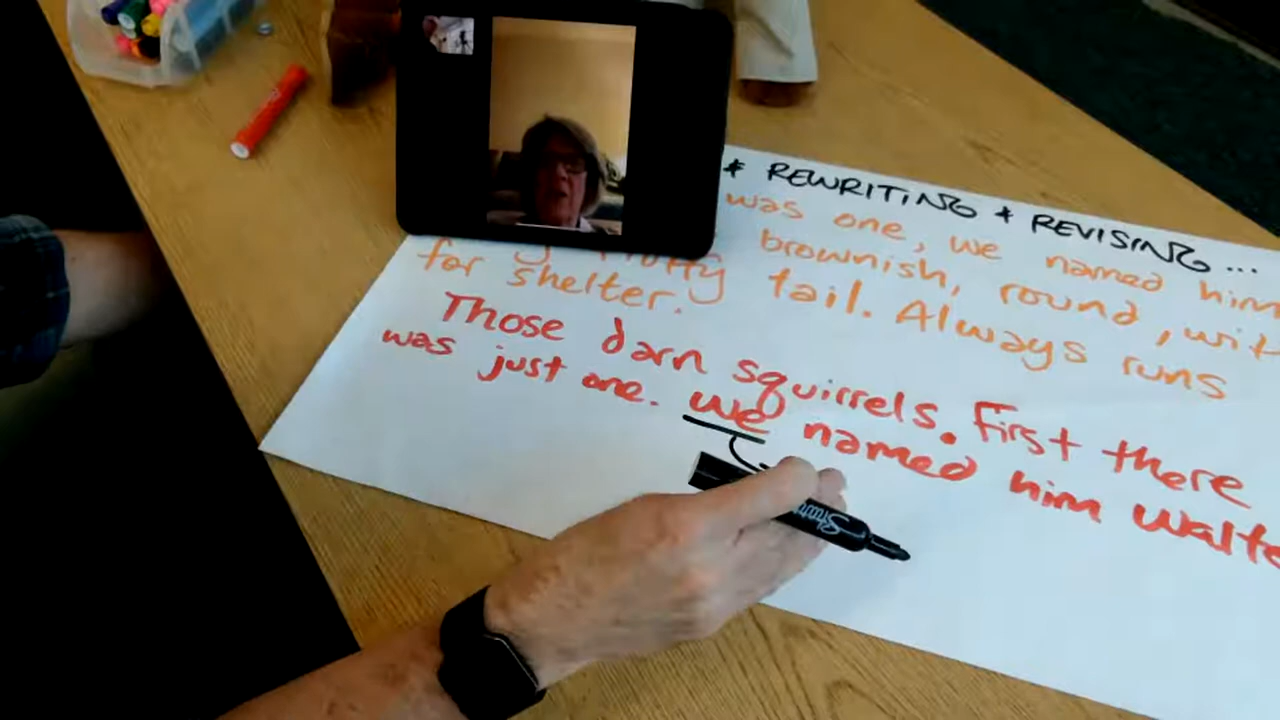 * REWRITING + REVISING...
was one, we named him
fluffy brownish, round, with
for shelter. tail. Always runs
Those darn squirrels. First there
was just one. We named him Walte